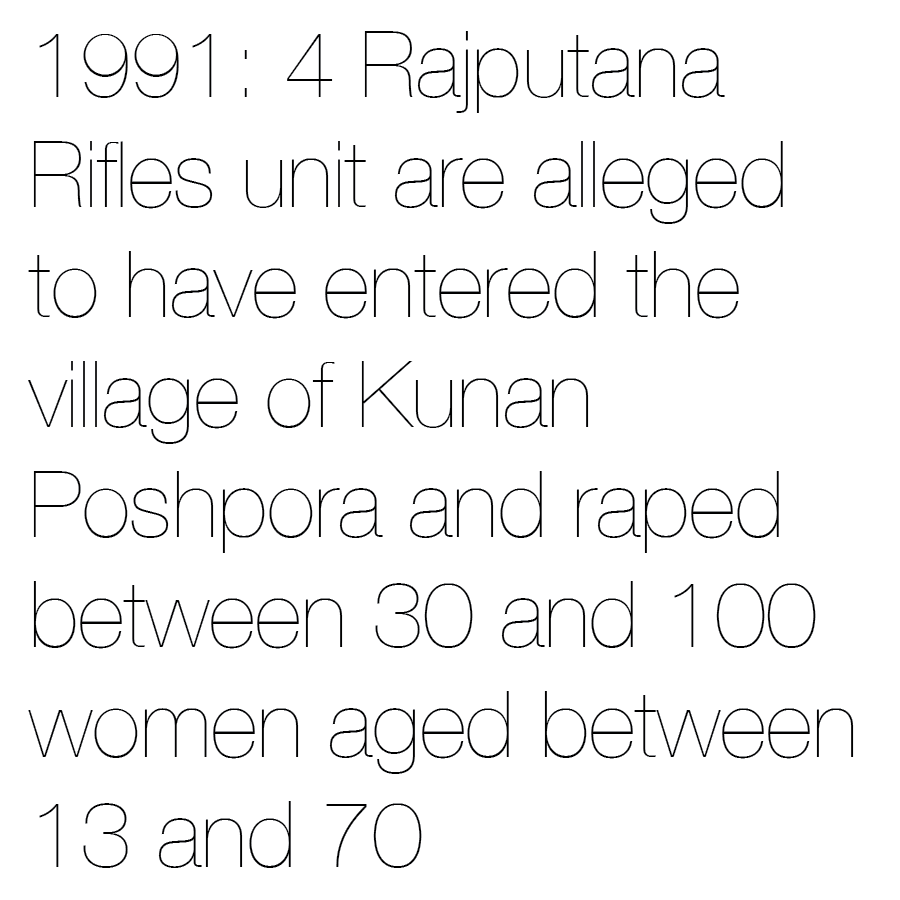 1991: 4 Rajputana
Rifles unit are alleged
to have entered the
village of Kunan
Poshpora and raped
between 30 and 100
women aged between
13 and 70